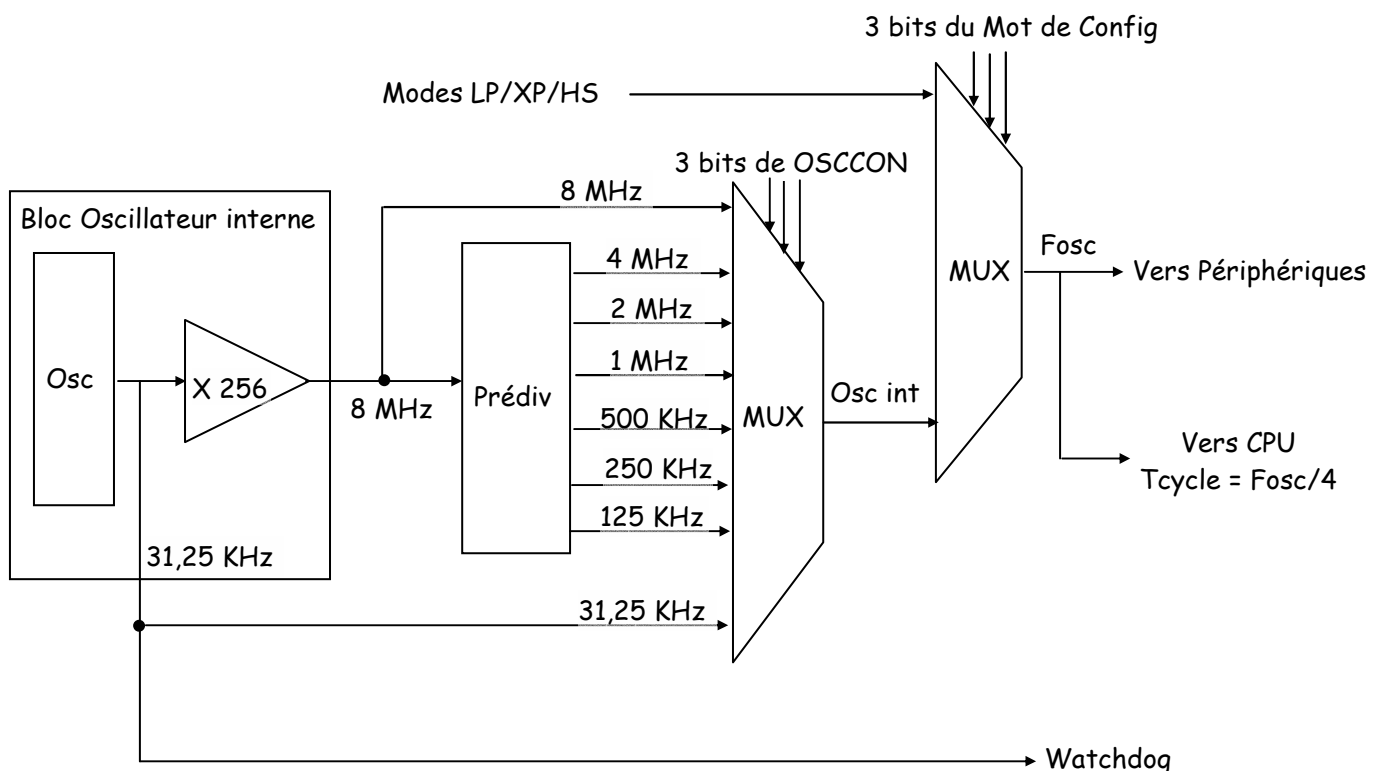 3 bits du Mot de Config
Modes LP/XP/HS
3 bits de OSCCON
8 MHz
Bloc Oscillateur interne
Fosc
4 MHz
MUX
Vers Périphériques
2 MHz
1 MHz
Osc
X 256
Prédiv
Osc int
8 MHz
500 KHz
MUX
Vers CPU
250 KHz
Tcycle = Fosc/4
125 KHz
31,25 KHz
31,25 KHz
Watchdog